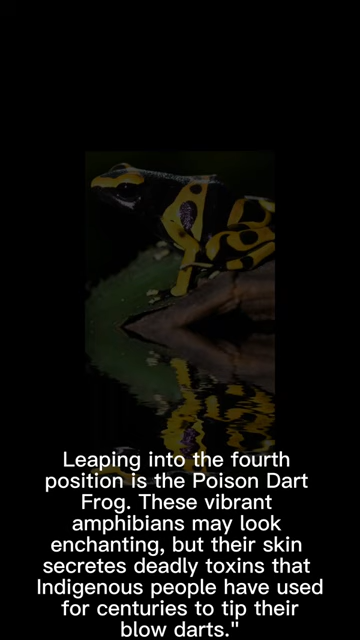 Leaping into the fourth
position is the Poison Dart
Frog. These vibrant
amphibians may look
enchanting, but their skin
secretes deadly toxins that
Indigenous people have used
for centuries to tip their
blow darts."